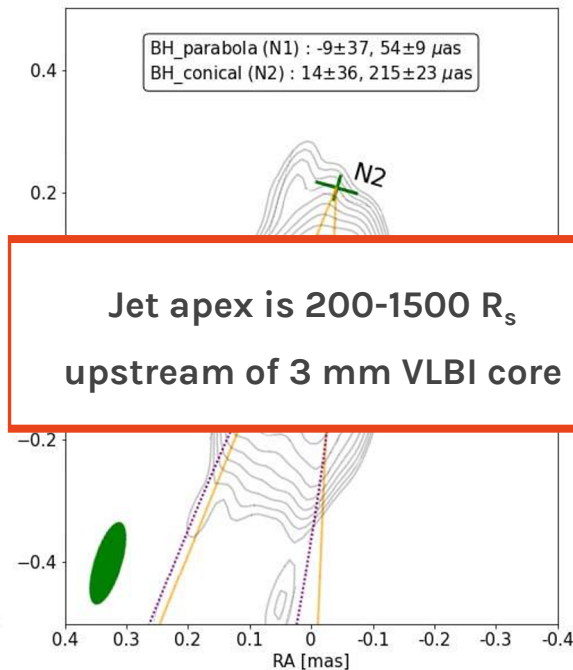 BH_parabola (N1) : -9±37, 54±9 μas
BH_conical (N2) : 14±36, 215±23 μas
0.4
N2
0.2
Jet apex is 200-1500 Rs
upstream of 3 mm VLBI core
−0.2
−0.4
0.4 0.3 0.2 0.1 0 -0.1 -0.2 -0.3 -0.4
RA [mas]